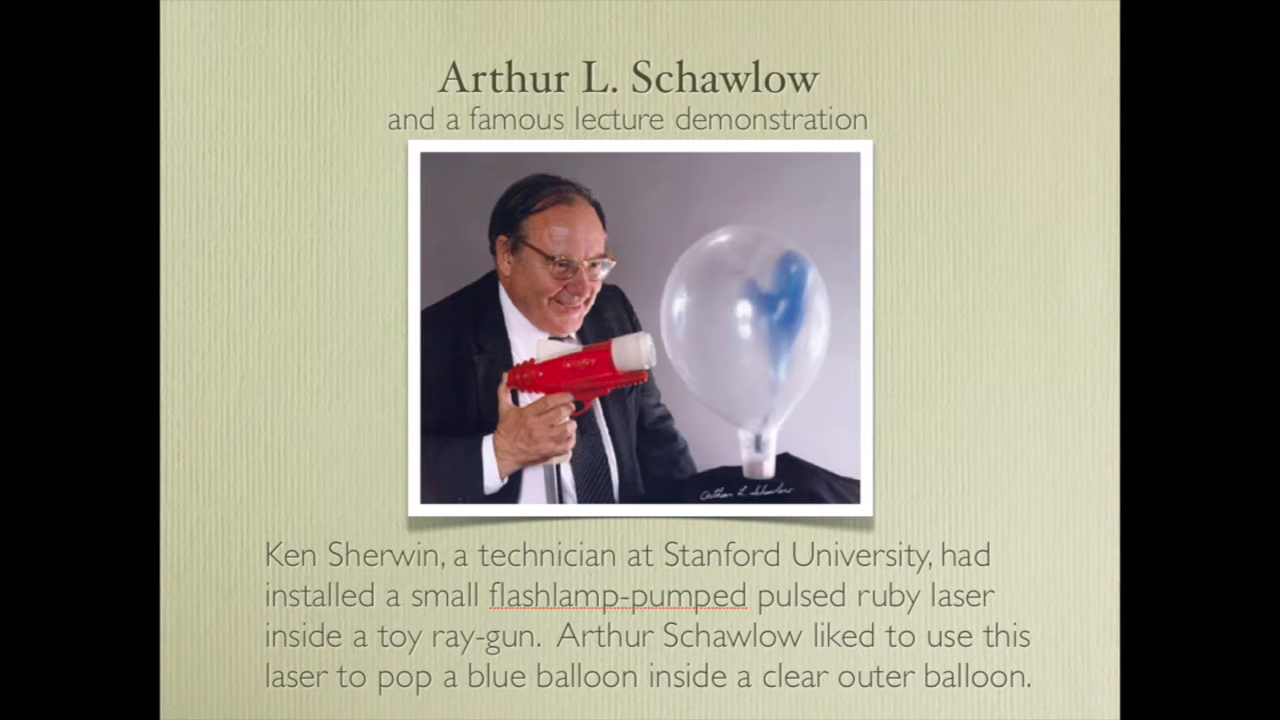 Arthur L. Schawlow
and a famous lecture demonstration
Arthur L. Schawlow
Ken Sherwin, a technician at Stanford University, had
installed a small flashlamp-pumped pulsed ruby laser
inside a toy ray-gun. Arthur Schawlow liked to use this
laser to pop a blue balloon inside a clear outer balloon.